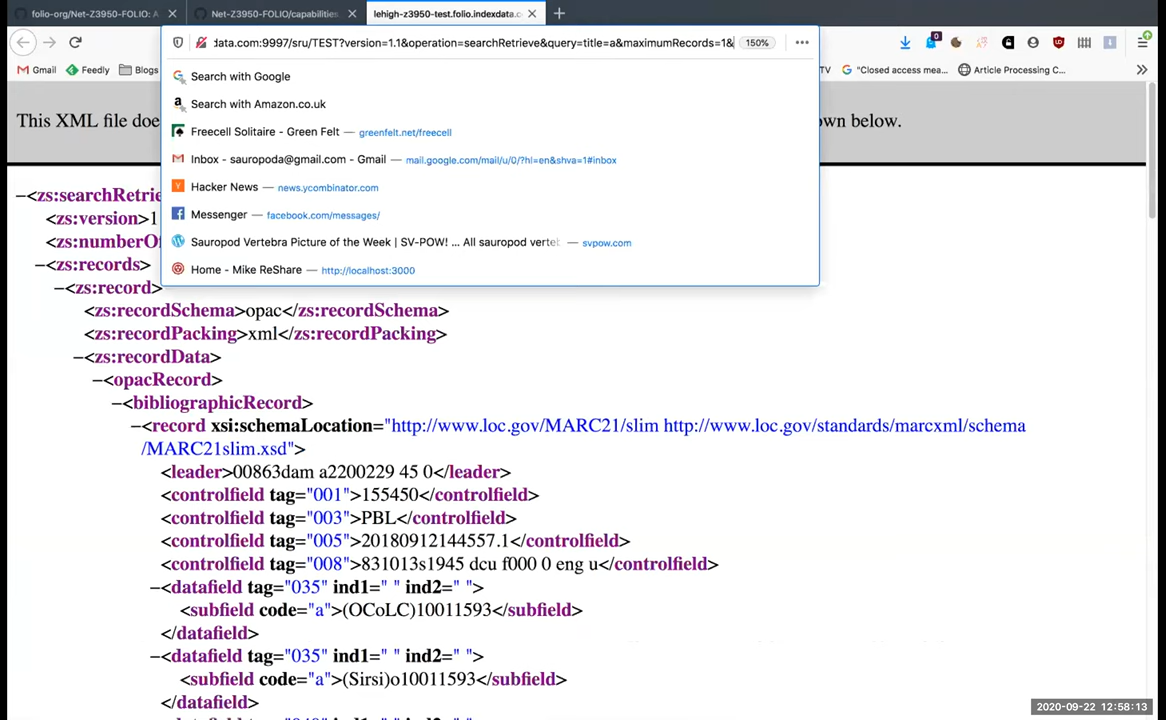 folio-org/Net-Z3950-FOLIO: A
Net-Z3950-FOLIO/capabilities.
lehigh-z3950-test.folio.indexdata.c
data.com:9997/sru/TEST?version=1.1&operation=searchRetrieve&query=title=a&maximumRecords=1&
150%
0
Gmail
Feedly
Blogs
TV
"Closed access mea...
Article Processing C...
Search with Google
Search with Amazon.co.uk
Freecell Solitaire - Green Felt — greenfelt.net/freecell
Inbox - sauropoda@gmail.com - Gmail — mail.google.com/mail/u/0/?hl=en&shva=1#inbox
Hacker News — news.ycombinator.com
Messenger — facebook.com/messages/
Sauropod Vertebra Picture of the Week | SV-POW! ... All sauropod verte — svpow.com
Home - Mike ReShare — http://localhost:3000
This XML file doe
wn below.
–<zs:searchRetrie
<zs:version>1
<zs:numberOf
–<zs:records>
–<zs:record>
<zs:recordSchema>opac</zs:recordSchema>
<zs:recordPacking>xml</zs:recordPacking>
–<zs:recordData>
–<opacRecord>
–<bibliographicRecord>
–<record xsi:schemaLocation="http://www.loc.gov/MARC21/slim http://www.loc.gov/standards/marcxml/schema
/MARC21slim.xsd">
<leader>00863dam a2200229 45 0</leader>
<controlfield tag="001">155450</controlfield>
<controlfield tag="003">PBL</controlfield>
<controlfield tag="005">20180912144557.1</controlfield>
<controlfield tag="008">831013s1945 dcu f000 0 eng u</controlfield>
–<datafield tag="035" ind1=" " ind2=" ">
<subfield code="a">(OCoLC)10011593</subfield>
</datafield>
–<datafield tag="035" ind1=" " ind2=" ">
<subfield code="a">(Sirsi)o10011593</subfield>
</datafield>
2020-09-22 12:58:13